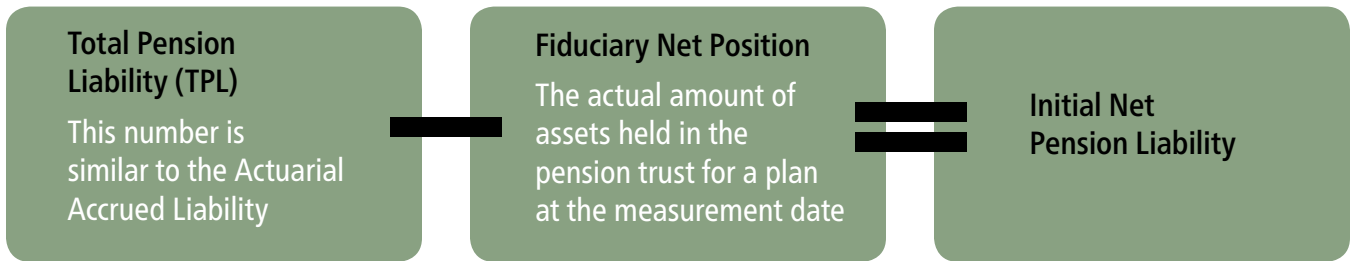 Total Pension
Liability (TPL)
This number is
similar to the Actuarial
Accrued Liability
Fiduciary Net Position
The actual amount of
assets held in the
pension trust for a plan
at the measurement date
Initial Net
Pension Liability